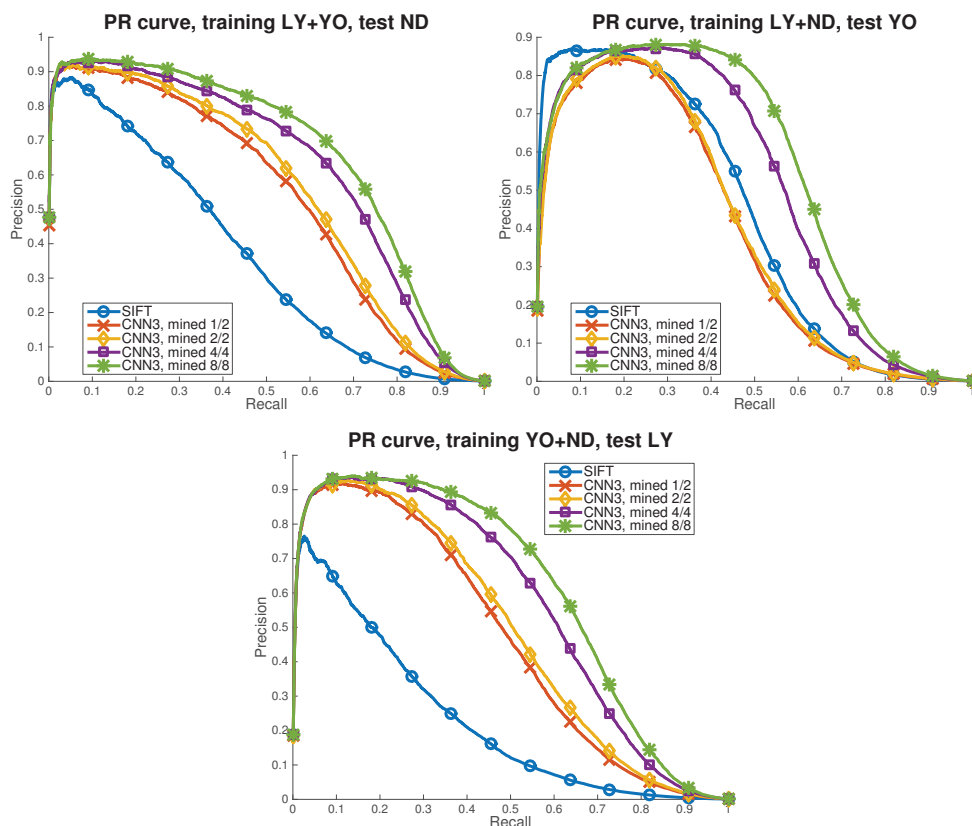 PR curve, training LY+YO, test ND
1
0.9
0.8
0.7
0.6
0.5
0.4
0.3
0.2
0.1
0
Precision
SIFT
CNN3, mined 1/2
CNN3, mined 2/2
CNN3, mined 4/4
CNN3, mined 8/8
0 0.1 0.2 0.3 0.4 0.5 0.6 0.7 0.8 0.9 1
Recall
PR curve, training LY+ND, test YO
0.9
0.8
0.7
0.6
0.5
0.4
0.3
0.2
0.1
0
Precision
SIFT
CNN3, mined 1/2
CNN3, mined 2/2
CNN3, mined 4/4
CNN3, mined 8/8
0 0.1 0.2 0.3 0.4 0.5 0.6 0.7 0.8 0.9 1
Recall
PR curve, training YO+ND, test LY
1
0.9
0.8
0.7
0.6
0.5
0.4
0.3
0.2
0.1
0
Precision
SIFT
CNN3, mined 1/2
CNN3, mined 2/2
CNN3, mined 4/4
CNN3, mined 8/8
0 0.1 0.2 0.3 0.4 0.5 0.6 0.7 0.8 0.9 1
Recall